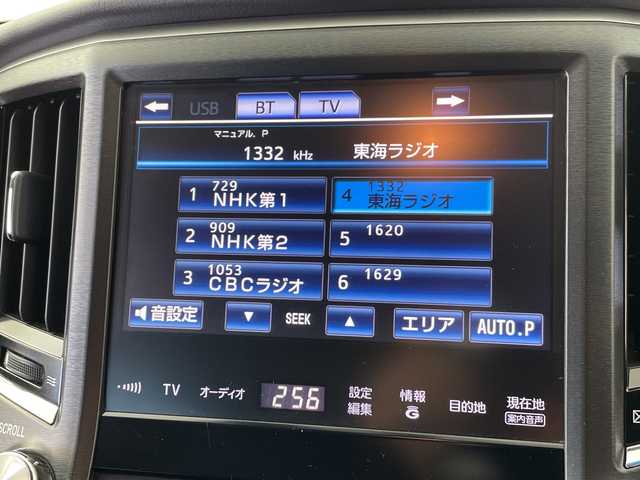 USB BT TV
マニュアル. P
1332 kHz 東海ラジオ
1 729 NHK第1
4 1332 東海ラジオ
2 909 NHK第2
5 1620
3 1053 CBCラジオ
6 1629
音設定 SEEK エリア AUTO.P
TV オーディオ 256 設定 編集 情報 G 目的地 現在地 案内音声
SCROLL